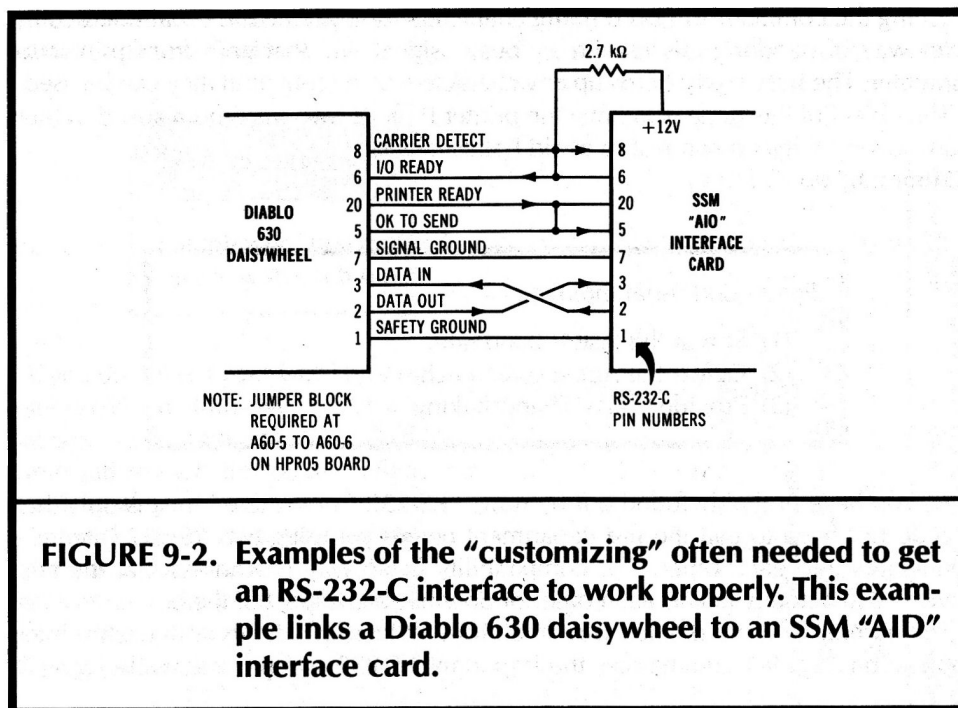 2.7 kΩ
+12V
8 CARRIER DETECT 8
6 I/O READY 6
20 PRINTER READY 20
5 OK TO SEND 5
7 SIGNAL GROUND 7
3 DATA IN 3
2 DATA OUT 2
1 SAFETY GROUND 1
DIABLO
630
DAISYWHEEL
SSM
"AIO"
INTERFACE
CARD
NOTE: JUMPER BLOCK
REQUIRED AT
A60-5 TO A60-6
ON HPR05 BOARD
RS-232-C
PIN NUMBERS
FIGURE 9-2. Examples of the “customizing” often needed to get
an RS-232-C interface to work properly. This exam-
ple links a Diablo 630 daisywheel to an SSM “AID”
interface card.